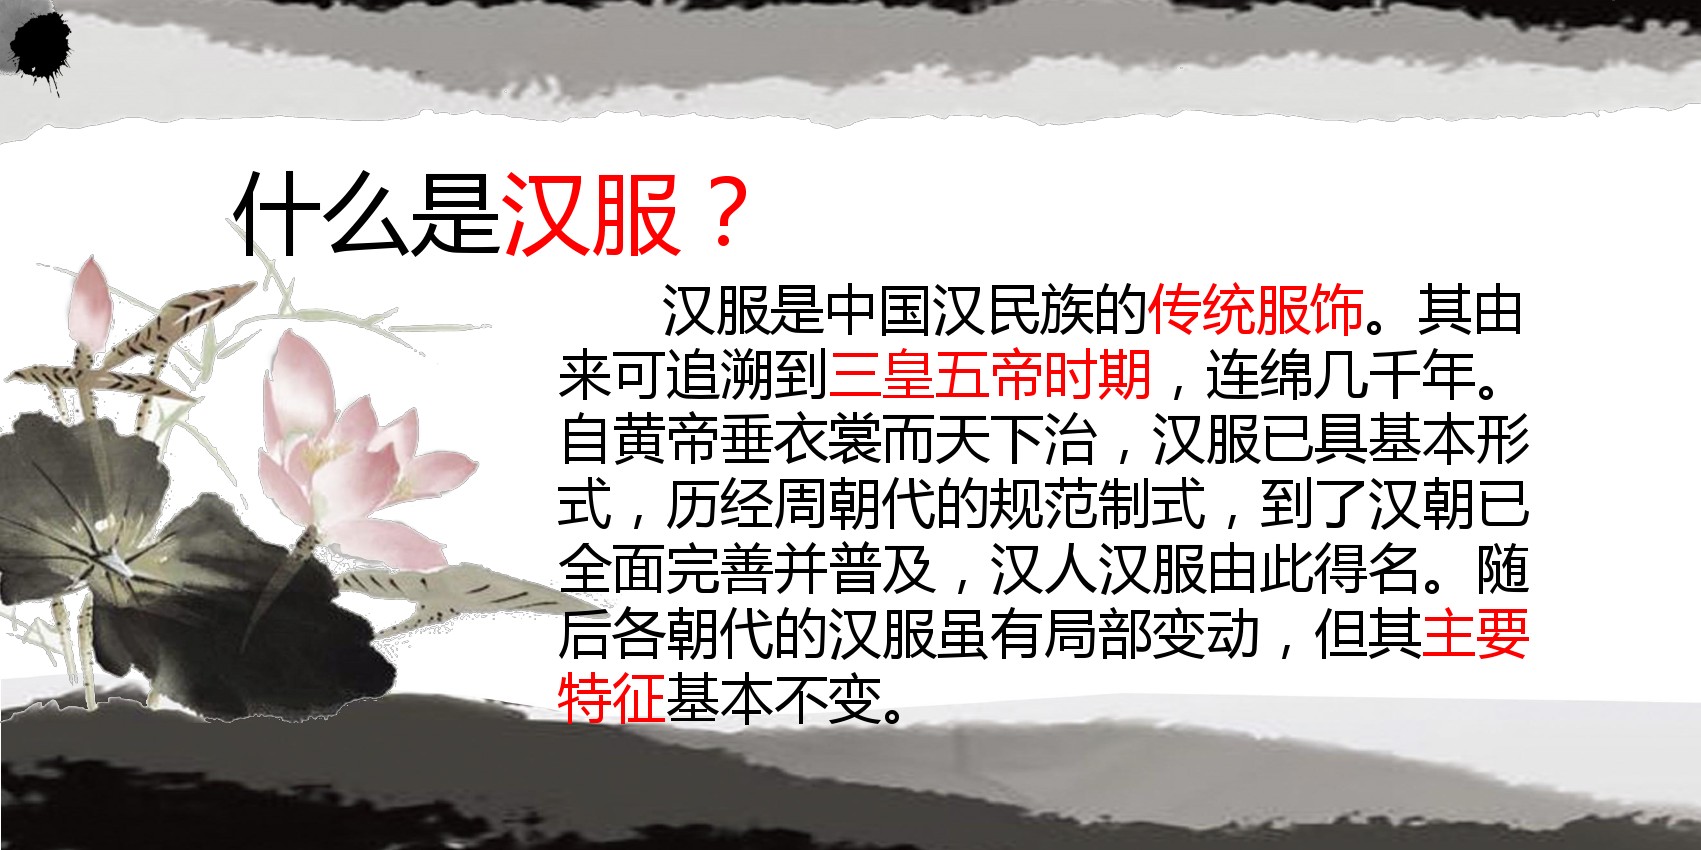 什么是汉服？
汉服是中国汉民族的传统服饰。其由
来可追溯到三皇五帝时期，连绵几千年。
自黄帝垂衣裳而天下治，汉服已具基本形
式，历经周朝代的规范制式，到了汉朝已
全面完善并普及，汉人汉服由此得名。随
后各朝代的汉服虽有局部变动，但其主要
特征基本不变。